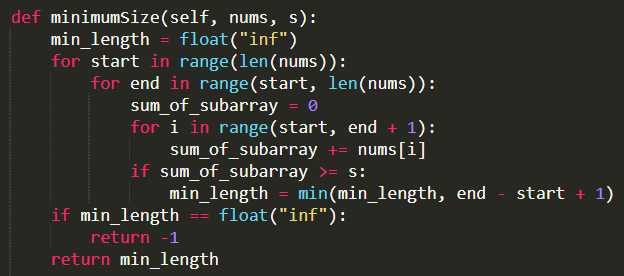 def minimumSize(self, nums, s):
    min_length = float("inf")
    for start in range(len(nums)):
        for end in range(start, len(nums)):
            sum_of_subarray = 0
            for i in range(start, end + 1):
                sum_of_subarray += nums[i]
            if sum_of_subarray >= s:
                min_length = min(min_length, end - start + 1)
    if min_length == float("inf"):
        return -1
    return min_length